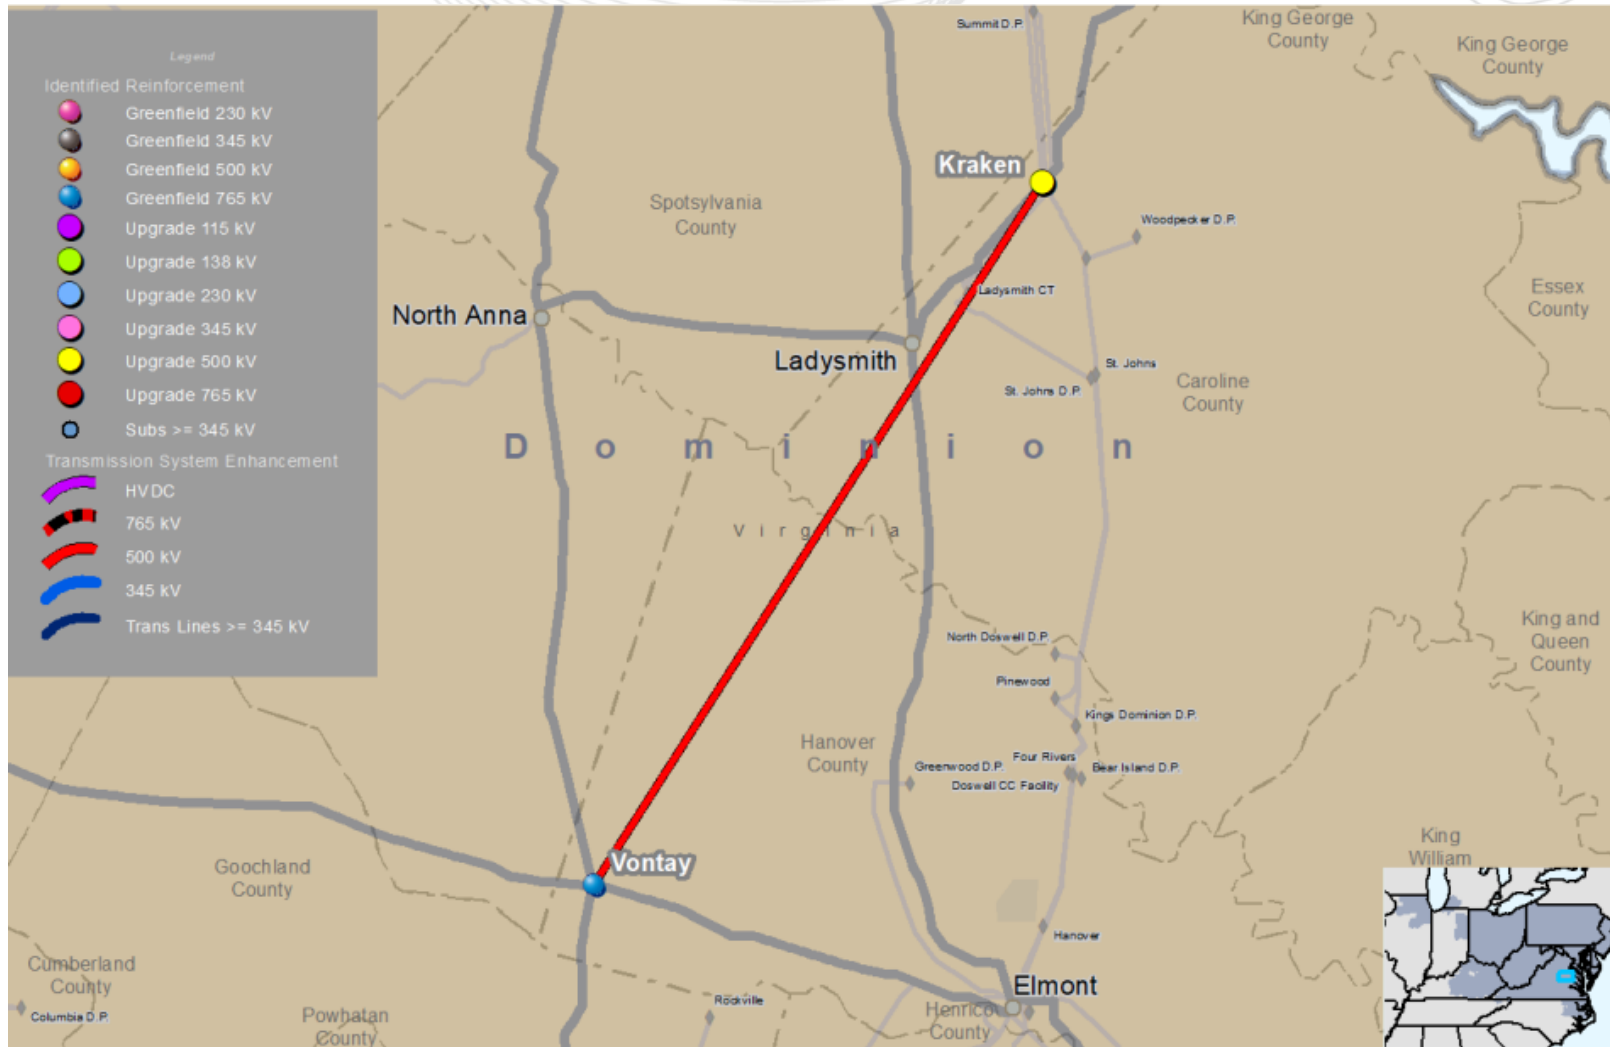 Legend
Identified Reinforcement
Greenfield 230 kV
Greenfield 345 kV
Greenfield 500 kV
Greenfield 765 kV
Upgrade 115 kV
Upgrade 138 kV
Upgrade 230 kV
Upgrade 345 kV
Upgrade 500 kV
Upgrade 765 kV
Subs >= 345 kV
Transmission System Enhancement
HVDC
765 kV
500 kV
345 kV
Trans Lines >= 345 kV
Summit D.P.
King George
County
King George
County
Kraken
Spotsylvania
County
Woodpecker D.P.
Ladysmith CT
Essex
County
North Anna
Ladysmith
St. Johns
St. Johns D.P.
Caroline
County
Dominion
Virginia
North Doswell D.P.
King and
Queen
County
Pinewood
Kings Dominion D.P.
Hanover
County
Four Rivers
Greenwood D.P.
Bear Island D.P.
Doswell CC Facility
King
William
Vontay
Goochland
County
Hanover
Cumberland
County
Elmont
Rockville
Henrico
County
Columbia D.P.
Powhatan
County